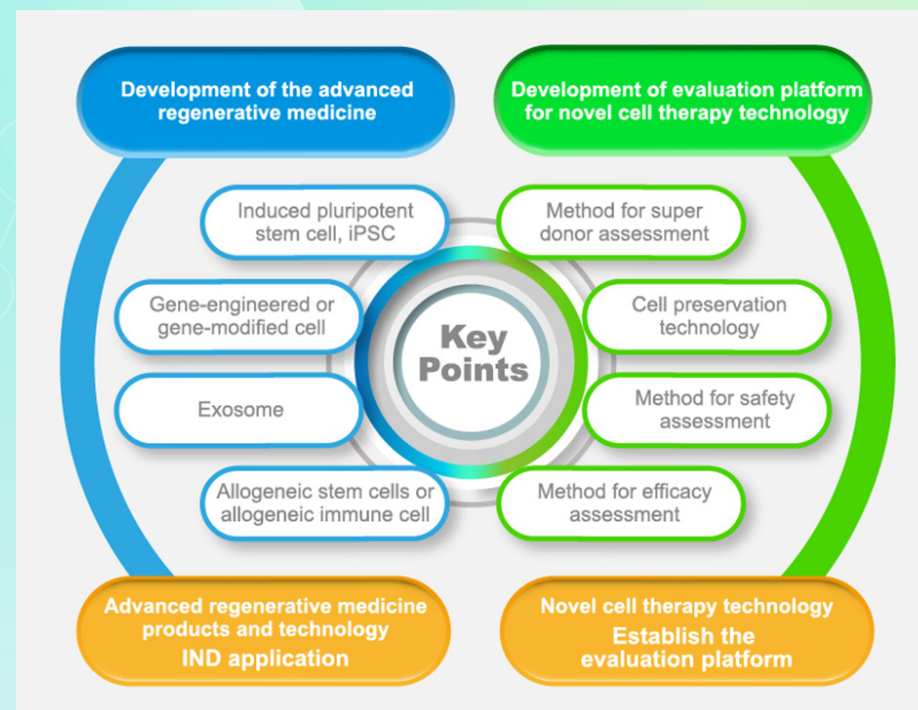 Development of the advanced
regenerative medicine
Development of evaluation platform
for novel cell therapy technology
Induced pluripotent
stem cell, iPSC
Method for super
donor assessment
Gene-engineered or
gene-modified cell
Cell preservation
technology
Key
Points
Exosome
Method for safety
assessment
Allogeneic stem cells or
allogeneic immune cell
Method for efficacy
assessment
Advanced regenerative medicine
products and technology
IND application
Novel cell therapy technology
Establish the
evaluation platform